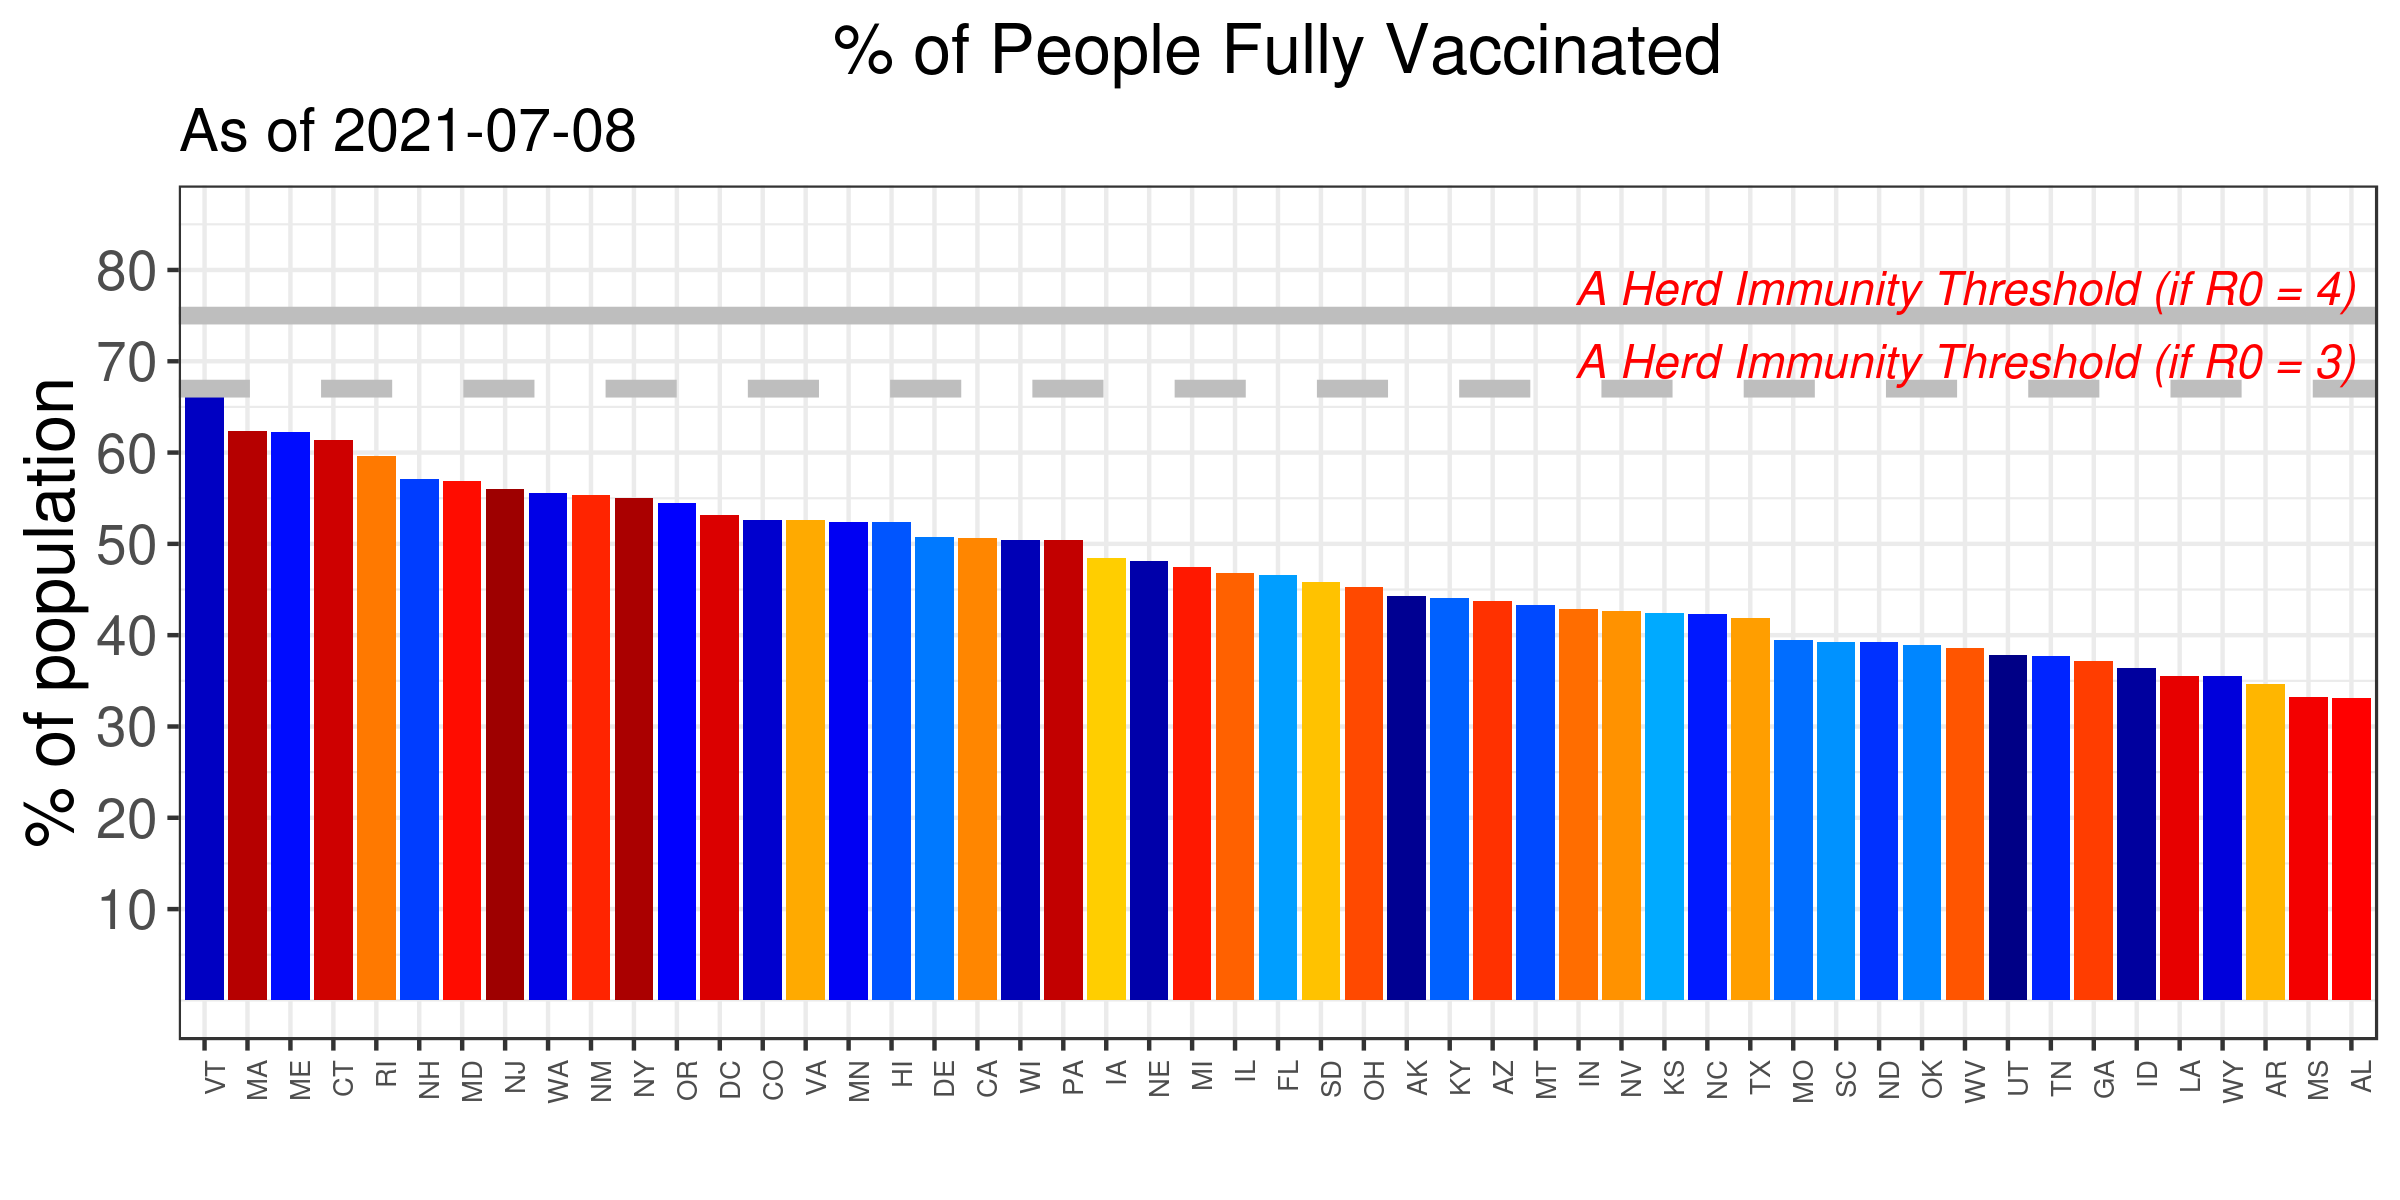 % of People Fully Vaccinated
As of 2021-07-08
% of population
80
70
60
50
40
30
20
10
A Herd Immunity Threshold (if R0 = 4)
A Herd Immunity Threshold (if R0 = 3)
VT MA ME CT RI NH MD NJ WA NM NY OR DC CO VA MN HI DE CA WI PA IA NE MI IL FL SD OH AK KY AZ MT IN NV KS NC TX MO SC ND OK WV UT TN GA ID LA WY AR MS AL